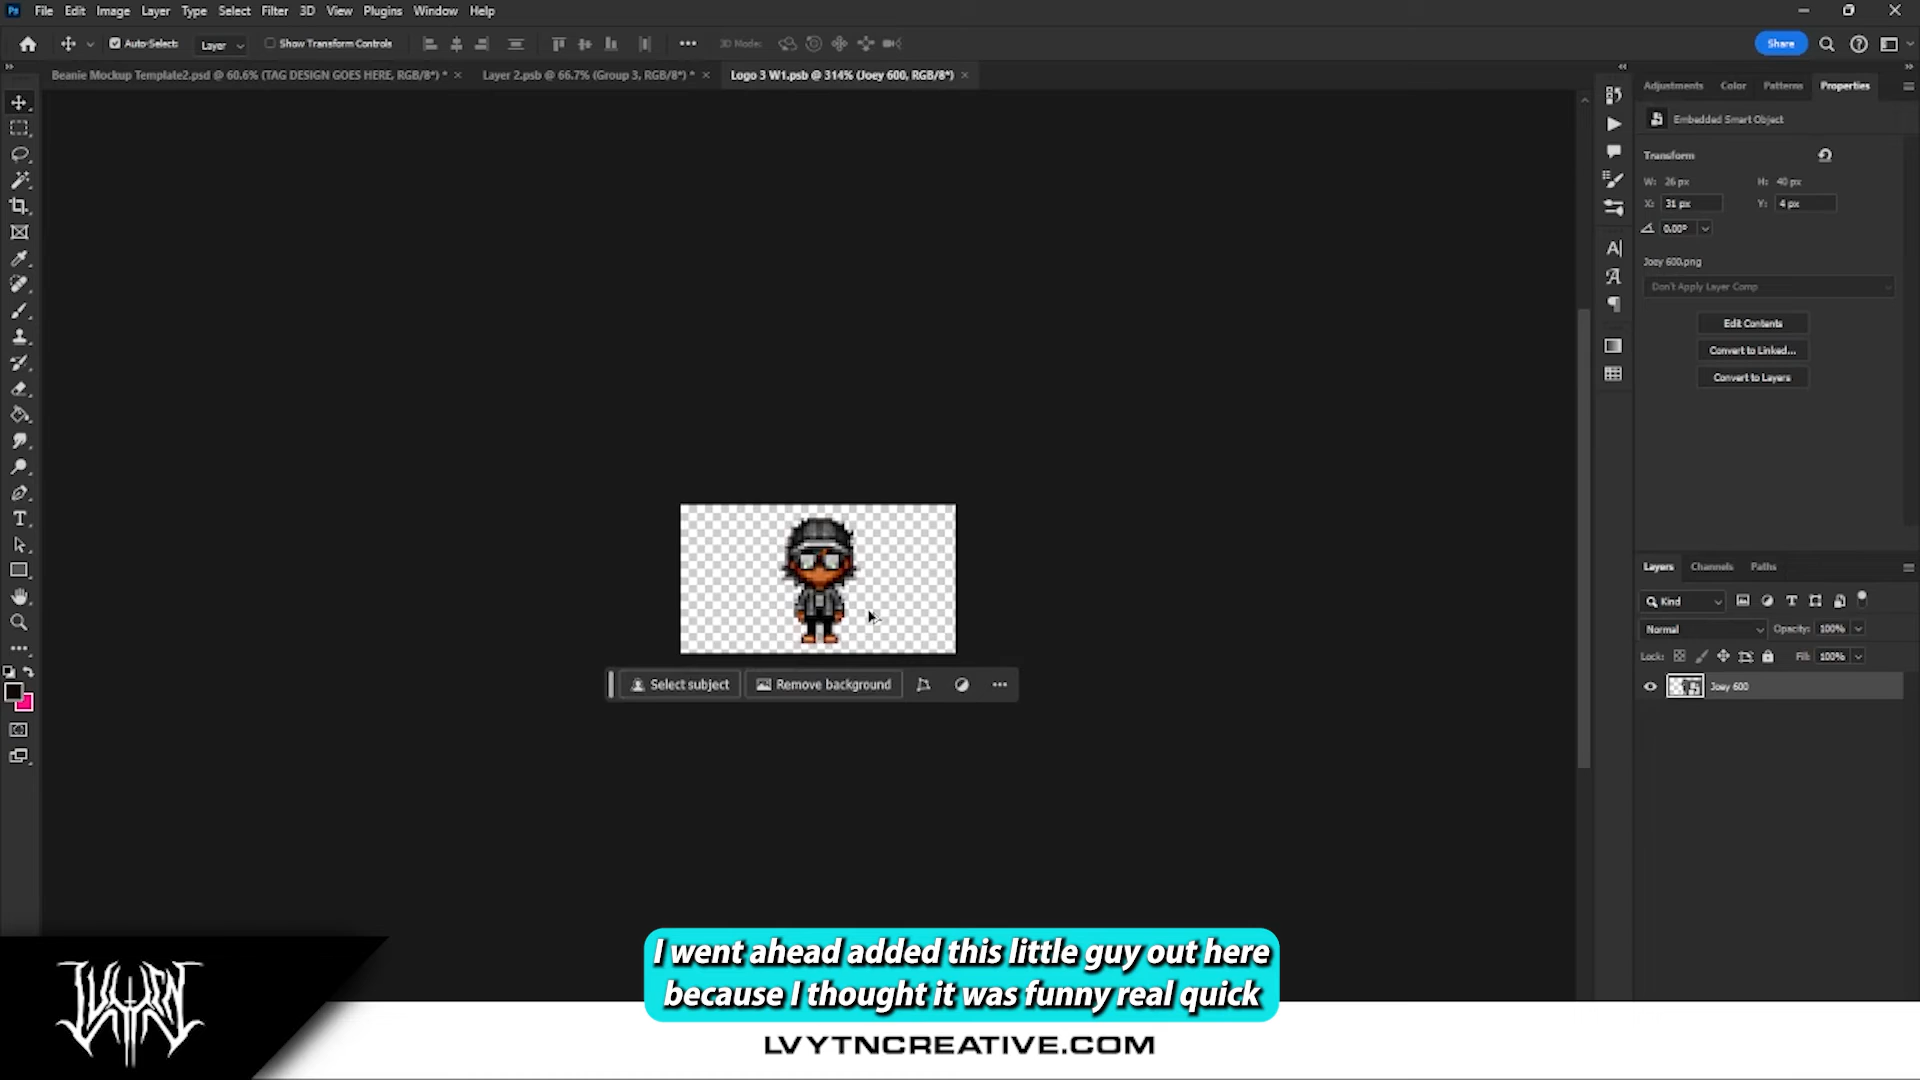 Ps File Edit Image Layer Type Select Filter 3D View Plugins Window Help
Auto-Select: Layer Show Transform Controls 3D Mode: Share
Beanie Mockup Template2.psd @ 60.6% (TAG DESIGN GOES HERE, RGB/8*) * × Layer 2.psb @ 66.7% (Group 3, RGB/8*) * × Logo 3 W1.psb @ 314% (Joey 600, RGB/8*) ×
Adjustments Color Patterns Properties
Embedded Smart Object
Transform
W: 26 px H: 40 px
X: 31 px Y: 4 px
0.00°
Joey 600.png
Don't Apply Layer Comp
Edit Contents
Convert to Linked...
Convert to Layers
Layers Channels Paths
Kind
Normal Opacity: 100%
Lock: Fill: 100%
Joey 600
Select subject Remove background
I went ahead added this little guy out here
because I thought it was funny real quick
LVYTN
LVYTNCREATIVE.COM